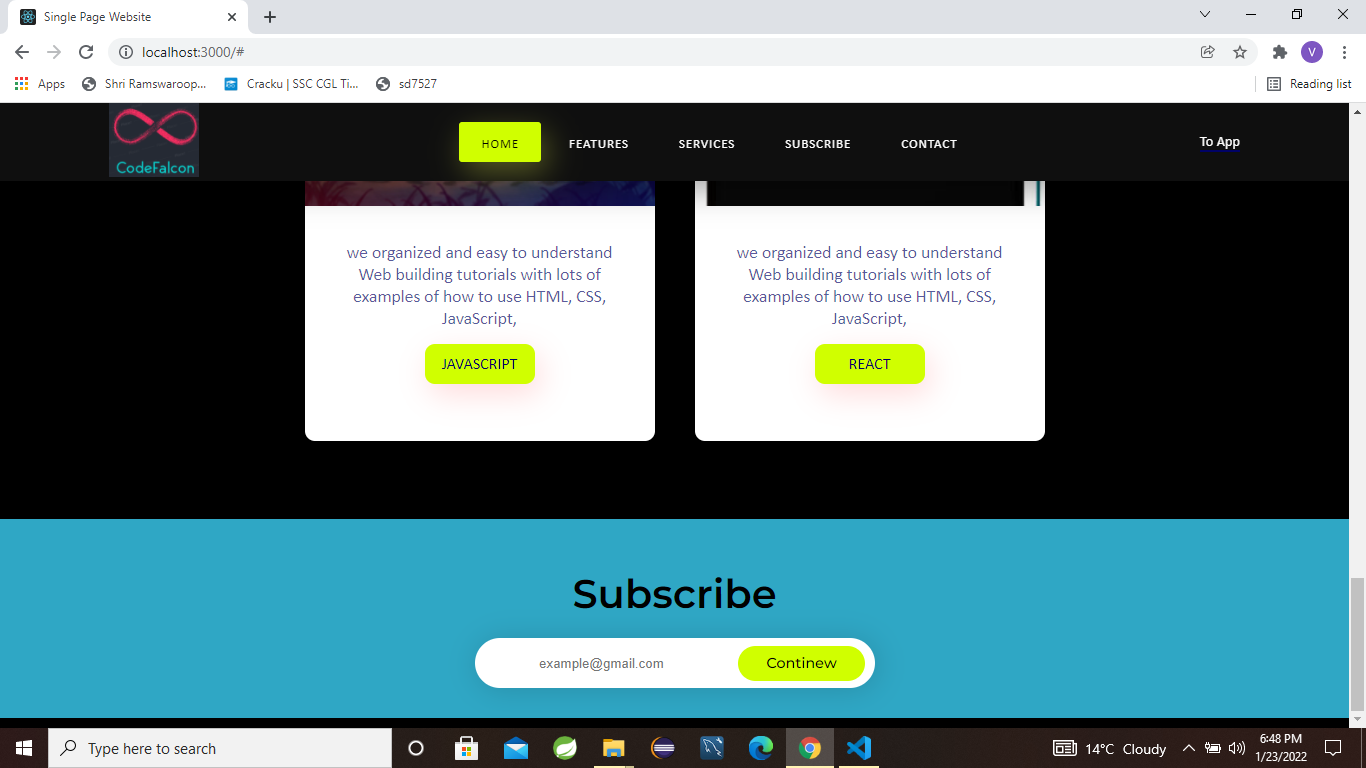 Single Page Website
localhost:3000/#
V
Apps
Shri Ramswaroop...
Cracku | SSC CGL Ti...
sd7527
Reading list
CodeFalcon
HOME
FEATURES
SERVICES
SUBSCRIBE
CONTACT
To App
we organized and easy to understand
Web building tutorials with lots of
examples of how to use HTML, CSS,
JavaScript,
JAVASCRIPT
we organized and easy to understand
Web building tutorials with lots of
examples of how to use HTML, CSS,
JavaScript,
REACT
Subscribe
example@gmail.com
Continew
Type here to search
14°C Cloudy
6:48 PM
1/23/2022